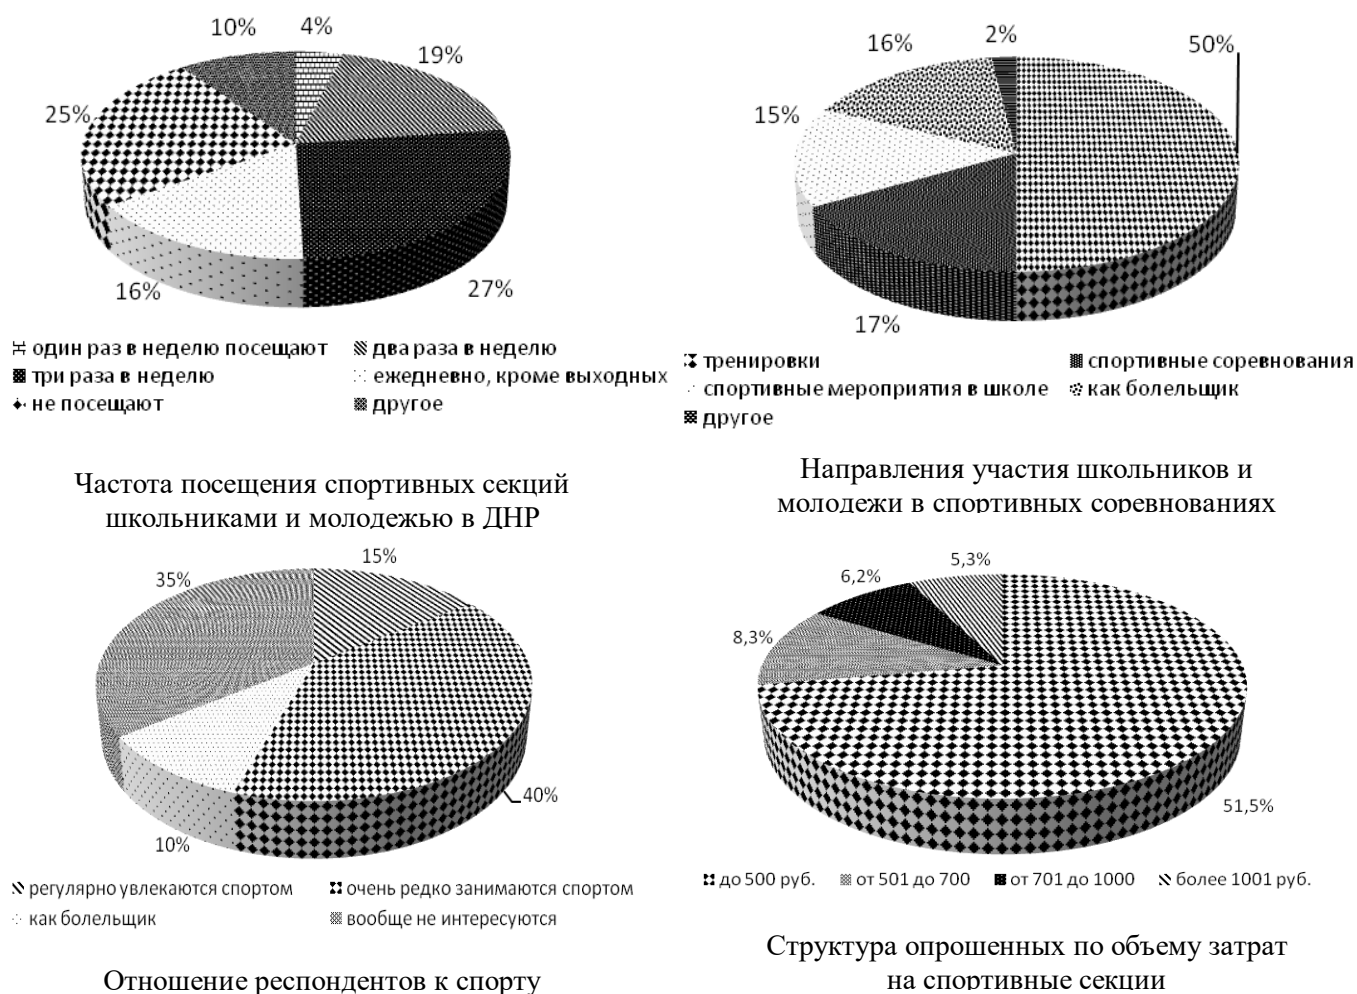 10%
4%
19%
25%
16%
27%
один раз в неделю посещают
два раза в неделю
три раза в неделю
ежедневно, кроме выходных
не посещают
другое
Частота посещения спортивных секций
школьниками и молодежью в ДНР
16%
2%
50%
15%
17%
тренировки
спортивные соревнования
спортивные мероприятия в школе
как болельщик
другое
Направления участия школьников и
молодежи в спортивных соревнованиях
15%
35%
40%
10%
регулярно увлекаются спортом
очень редко занимаются спортом
как болельщик
вообще не интересуются
Отношение респондентов к спорту
5,3%
6,2%
8,3%
51,5%
до 500 руб.
от 501 до 700
от 701 до 1000
более 1001 руб.
Структура опрошенных по объему затрат
на спортивные секции